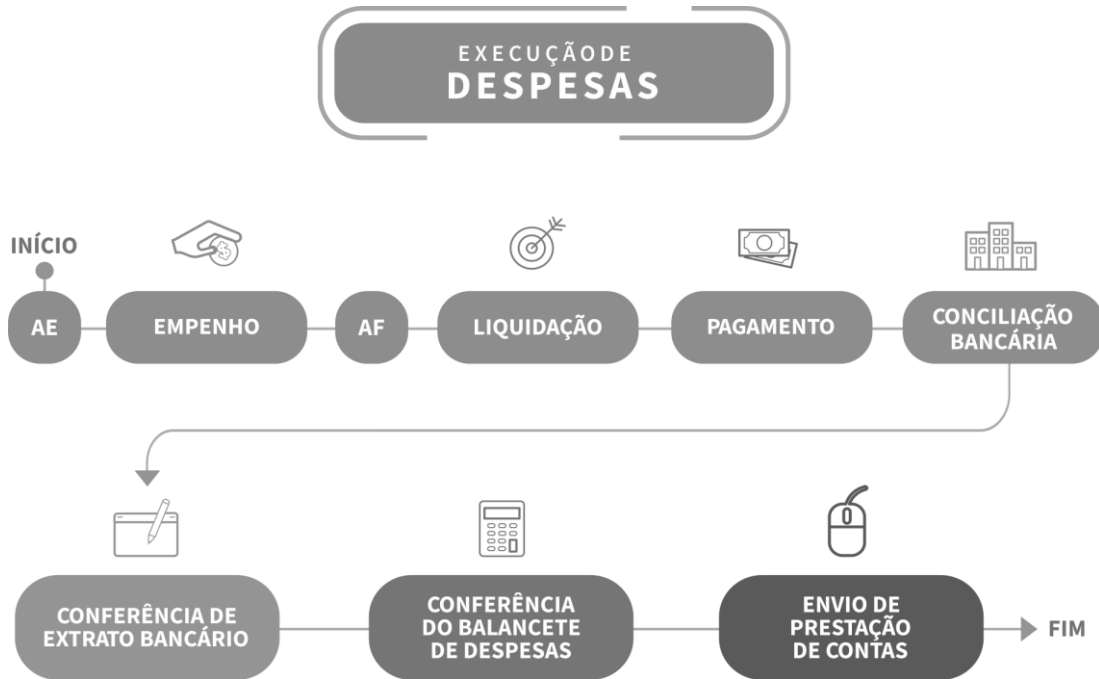 EXECUÇÃODE
DESPESAS
INÍCIO
AE
EMPENHO
AF
LIQUIDAÇÃO
PAGAMENTO
CONCILIAÇÃO
BANCÁRIA
CONFERÊNCIA DE
EXTRATO BANCÁRIO
CONFERÊNCIA
DO BALANCETE
DE DESPESAS
ENVIO DE
PRESTAÇÃO
DE CONTAS
FIM